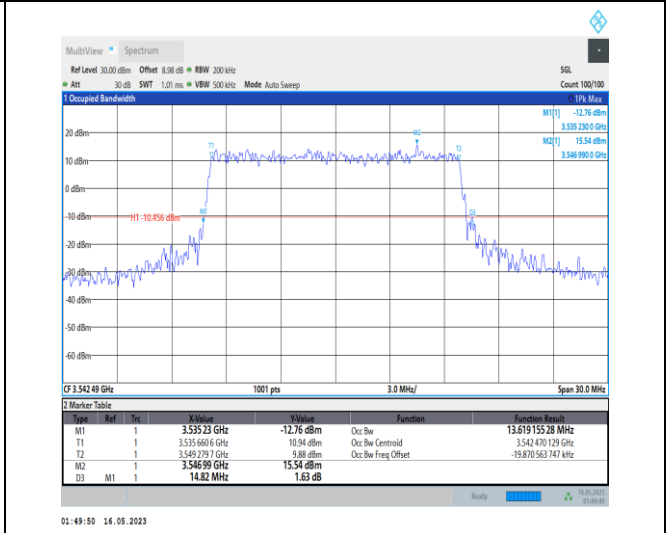 MultiView Spectrum
Ref Level 30.00 dBm Offset 8.98 dB RBW 200 kHz SGL
Att 30 dB SWT 1.01 ms VBW 500 kHz Mode Auto Sweep Count 100/100
1 Occupied Bandwidth 1Pk Max
M1[1] -12.76 dBm
3.535 230 0 GHz
M2[1] 15.54 dBm
3.546 990 0 GHz
20 dBm
M2
T1
T2
10 dBm
0 dBm
M1
D3
-10 dBm
H1 -10.456 dBm
-20 dBm
-30 dBm
-40 dBm
-50 dBm
-60 dBm
CF 3.542 49 GHz 1001 pts 3.0 MHz/ Span 30.0 MHz
2 Marker Table
Type Ref Trc X-Value Y-Value Function Function Result
M1 1 3.535 23 GHz -12.76 dBm Occ Bw 13.619 155 28 MHz
T1 1 3.535 660 6 GHz 10.94 dBm Occ Bw Centroid 3.542 470 129 GHz
T2 1 3.549 279 7 GHz 9.88 dBm Occ Bw Freq Offset -19.870 563 747 kHz
M2 1 3.546 99 GHz 15.54 dBm
D3 M1 1 14.82 MHz 1.63 dB
Ready 16.05.2023
01:49:49
01:49:50 16.05.2023